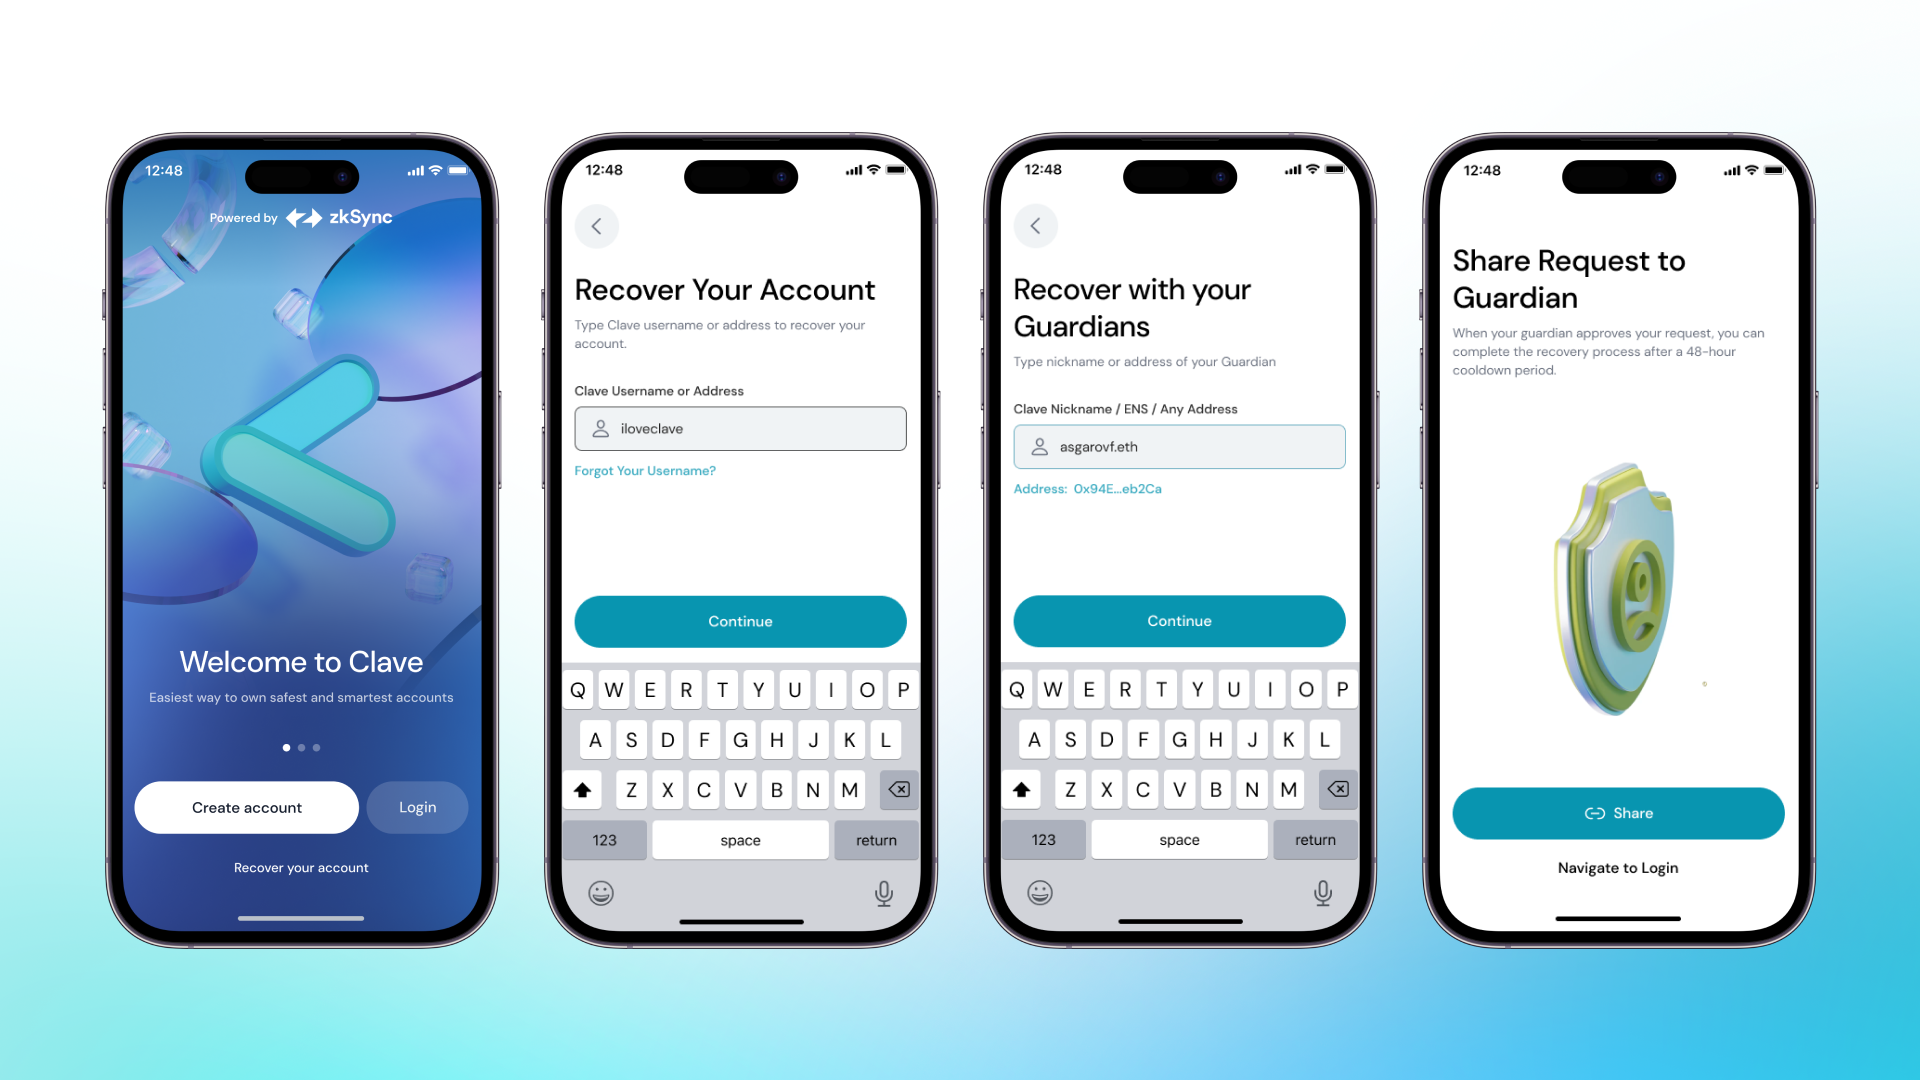 12:48
Powered by zkSync
Welcome to Clave
Easiest way to own safest and smartest accounts
Create account
Login
Recover your account
12:48
Recover Your Account
Type Clave username or address to recover your
account.
Clave Username or Address
iloveclave
Forgot Your Username?
Continue
Q W E R T Y U I O P
A S D F G H J K L
Z X C V B N M
123 space return
12:48
Recover with your
Guardians
Type nickname or address of your Guardian
Clave Nickname / ENS / Any Address
asgarovf.eth
Address: 0x94E...eb2Ca
Continue
Q W E R T Y U I O P
A S D F G H J K L
Z X C V B N M
123 space return
12:48
Share Request to
Guardian
When your guardian approves your request, you can
complete the recovery process after a 48-hour
cooldown period.
Share
Navigate to Login